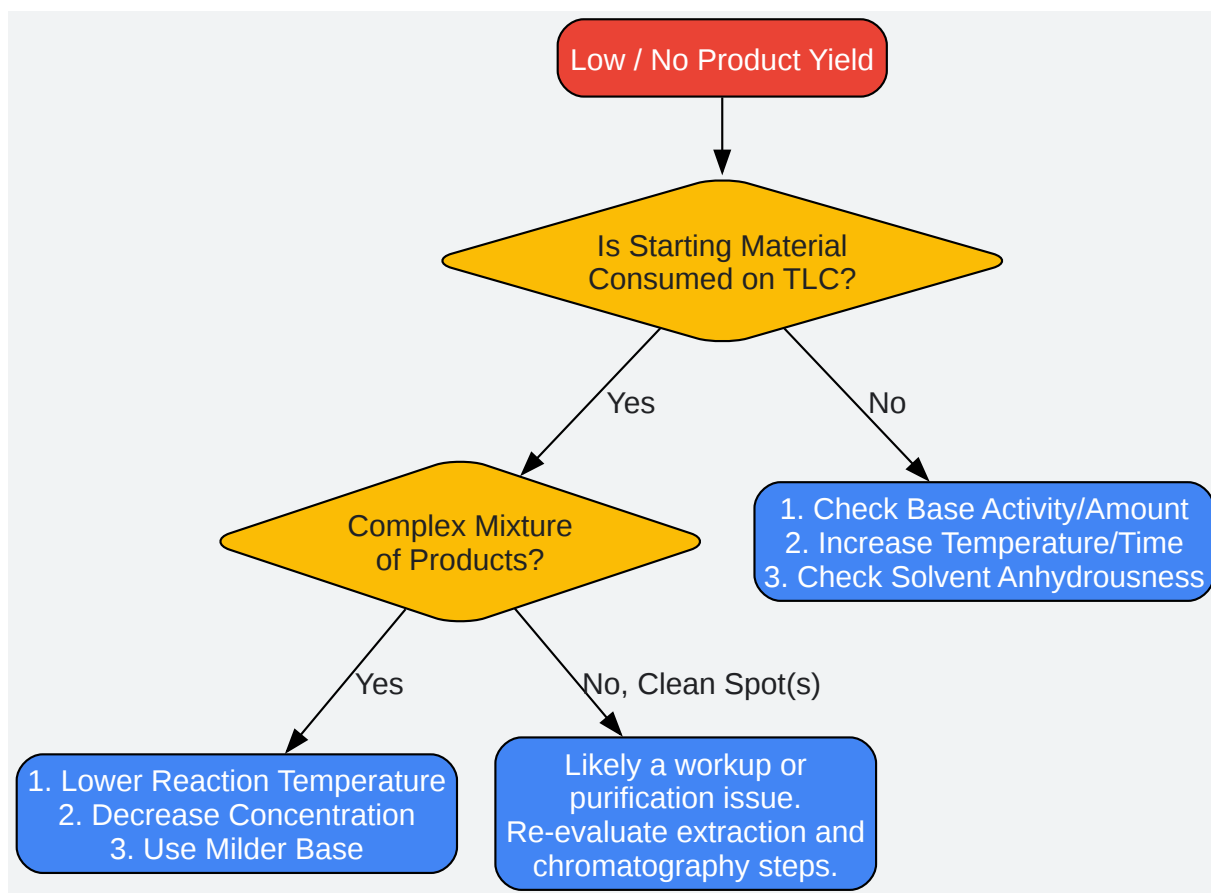 Low / No Product Yield
Is Starting Material
Consumed on TLC?
Yes
No
Complex Mixture
of Products?
1. Check Base Activity/Amount
2. Increase Temperature/Time
3. Check Solvent Anhydrousness
Yes
No, Clean Spot(s)
1. Lower Reaction Temperature
2. Decrease Concentration
3. Use Milder Base
Likely a workup or
purification issue.
Re-evaluate extraction and
chromatography steps.